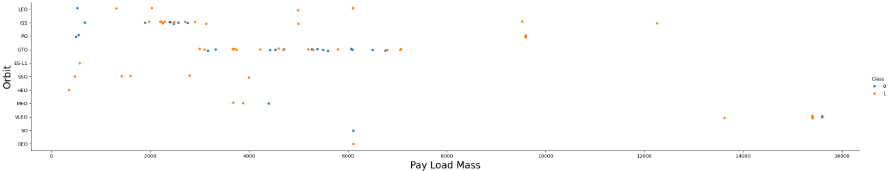 LEO
ISS
PO
GTO
ES-L1
SSO
HEO
MEO
VLEO
SO
GEO
Orbit
0
2000
4000
6000
8000
10000
12000
14000
16000
Pay Load Mass
Class
0
1